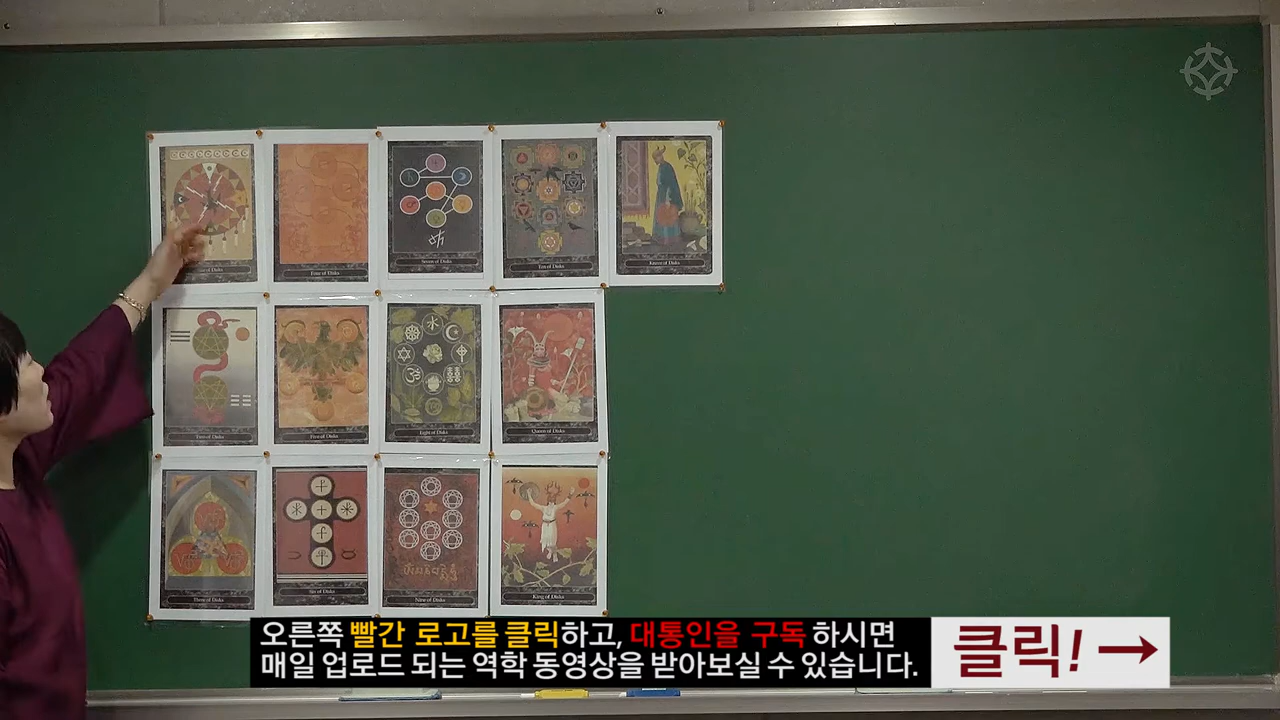 Four of Disks
Seven of Disks
Ten of Disks
Two of Disks
Five of Disks
Eight of Disks
Queen of Disks
Three of Disks
Six of Disks
Nine of Disks
King of Disks
오른쪽 빨간 로고를 클릭하고, 대통인을 구독 하시면
매일 업로드 되는 역학 동영상을 받아보실 수 있습니다.
클릭! →